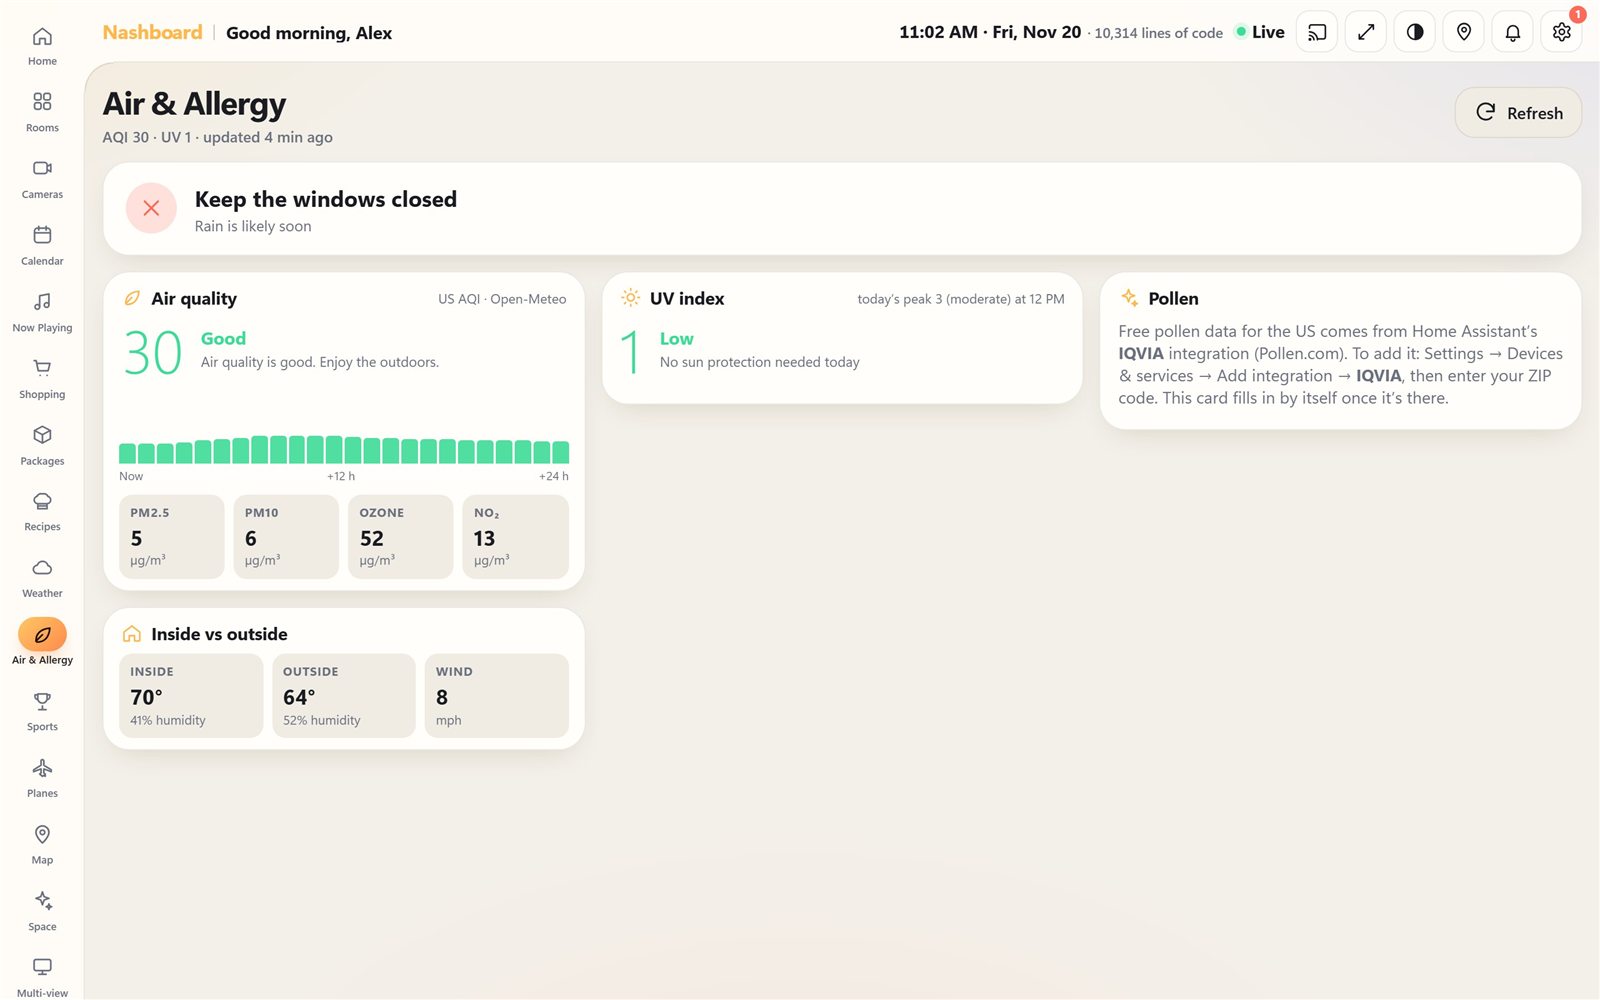 Nashboard
Good morning, Alex
11:02 AM · Fri, Nov 20 · 10,314 lines of code
Live
1
Home
Rooms
Cameras
Calendar
Now Playing
Shopping
Packages
Recipes
Weather
Air & Allergy
Sports
Planes
Map
Space
Multi-view
Air & Allergy
AQI 30 · UV 1 · updated 4 min ago
Refresh
Keep the windows closed
Rain is likely soon
Air quality
US AQI · Open-Meteo
30
Good
Air quality is good. Enjoy the outdoors.
Now
+12 h
+24 h
PM2.5
5
µg/m³
PM10
6
µg/m³
OZONE
52
µg/m³
NO₂
13
µg/m³
UV index
today's peak 3 (moderate) at 12 PM
1
Low
No sun protection needed today
Pollen
Free pollen data for the US comes from Home Assistant's
IQVIA integration (Pollen.com). To add it: Settings → Devices
& services → Add integration → IQVIA, then enter your ZIP
code. This card fills in by itself once it's there.
Inside vs outside
INSIDE
70°
41% humidity
OUTSIDE
64°
52% humidity
WIND
8
mph